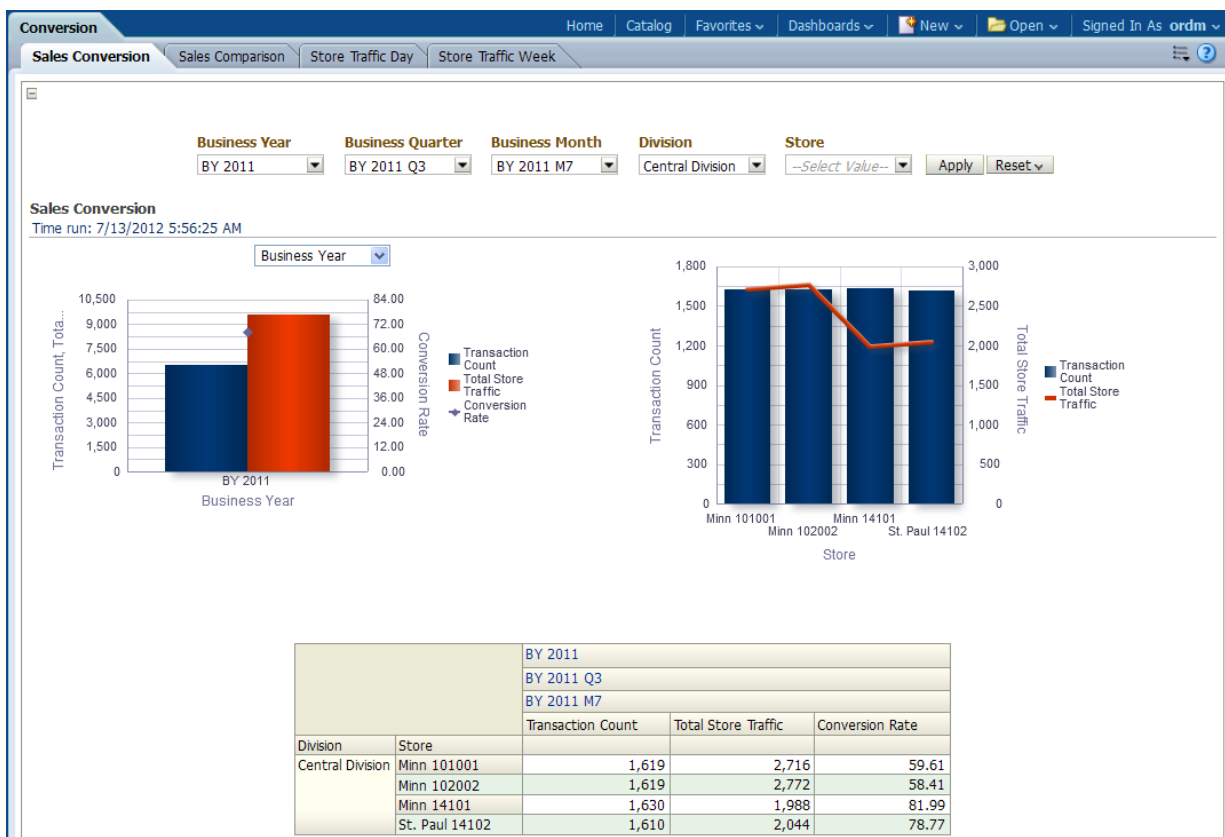 Conversion
Home Catalog Favorites Dashboards New Open Signed In As ordm
Sales Conversion Sales Comparison Store Traffic Day Store Traffic Week
Business Year Business Quarter Business Month Division Store
BY 2011 BY 2011 Q3 BY 2011 M7 Central Division --Select Value-- Apply Reset
Sales Conversion
Time run: 7/13/2012 5:56:25 AM
Business Year
Transaction Count, Tota...
10,500
9,000
7,500
6,000
4,500
3,000
1,500
0
84.00
72.00
60.00
48.00
36.00
24.00
12.00
0.00
Conversion Rate
BY 2011
Business Year
Transaction
Count
Total Store
Traffic
Conversion
Rate
Transaction Count
1,800
1,500
1,200
900
600
300
0
3,000
2,500
2,000
1,500
1,000
500
0
Total Store Traffic
Minn 101001 Minn 14101
Minn 102002 St. Paul 14102
Store
Transaction
Count
Total Store
Traffic
BY 2011
BY 2011 Q3
BY 2011 M7
Transaction Count Total Store Traffic Conversion Rate
Division Store
Central Division Minn 101001 1,619 2,716 59.61
Minn 102002 1,619 2,772 58.41
Minn 14101 1,630 1,988 81.99
St. Paul 14102 1,610 2,044 78.77